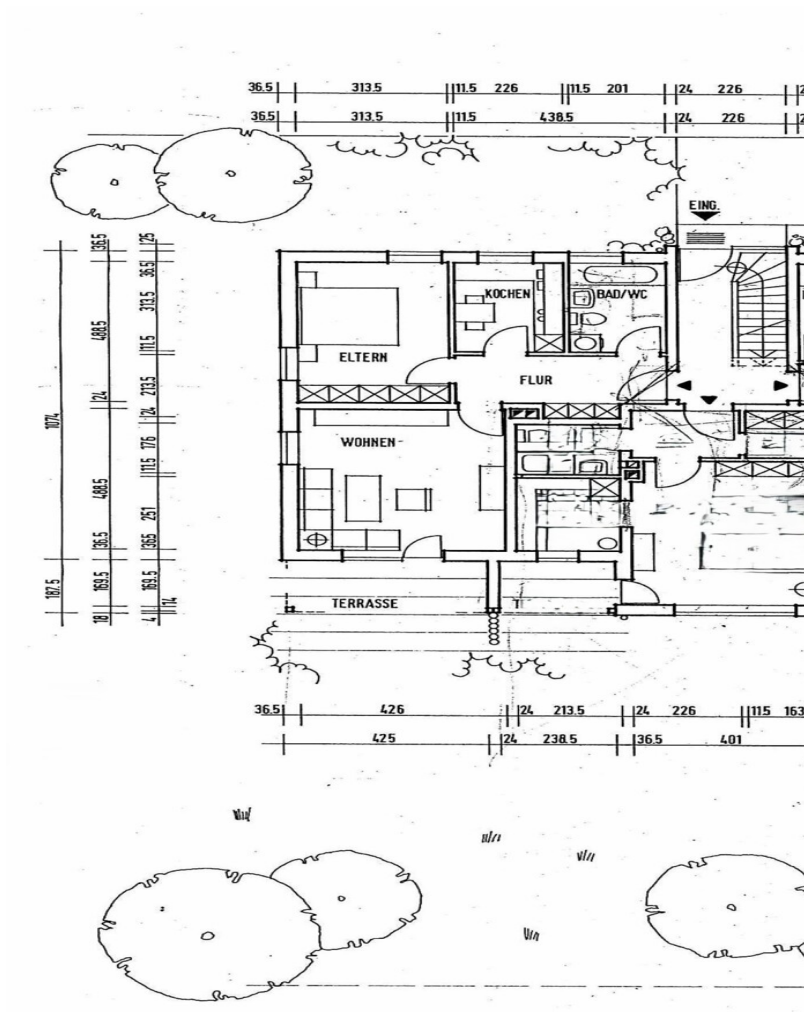 36.5 313.5 11.5 226 11.5 201 24 226
36.5 313.5 11.5 438.5 24 226
EING.
KOCHEN
BAD/WC
ELTERN
FLUR
WOHNEN
TERRASSE
T
36.5 488.5 24 488.5 36.5 169.5 18
25 36.5 313.5 11.5 213.5 24 176 11.5 251 36.5 169.5 4 14
1074 187.5
36.5 426 24 213.5 24 226 11.5 163
425 24 238.5 36.5 401